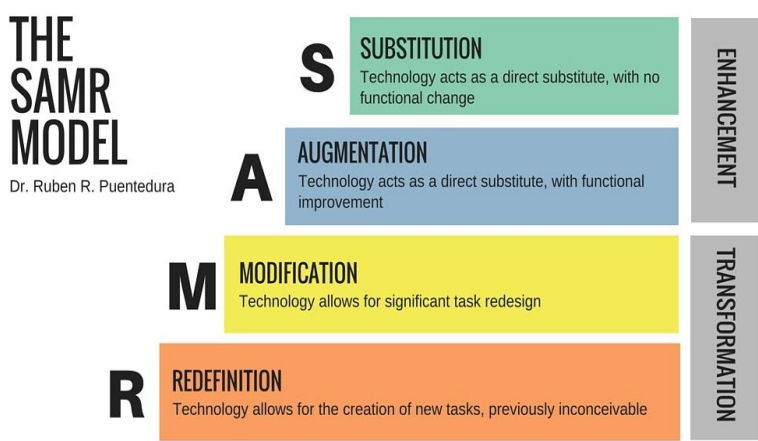 THE
SAMR
MODEL
Dr. Ruben R. Puentedura
S
SUBSTITUTION
Technology acts as a direct substitute, with no
functional change
A
AUGMENTATION
Technology acts as a direct substitute, with functional
improvement
ENHANCEMENT
M
MODIFICATION
Technology allows for significant task redesign
R
REDEFINITION
Technology allows for the creation of new tasks, previously inconceivable
TRANSFORMATION